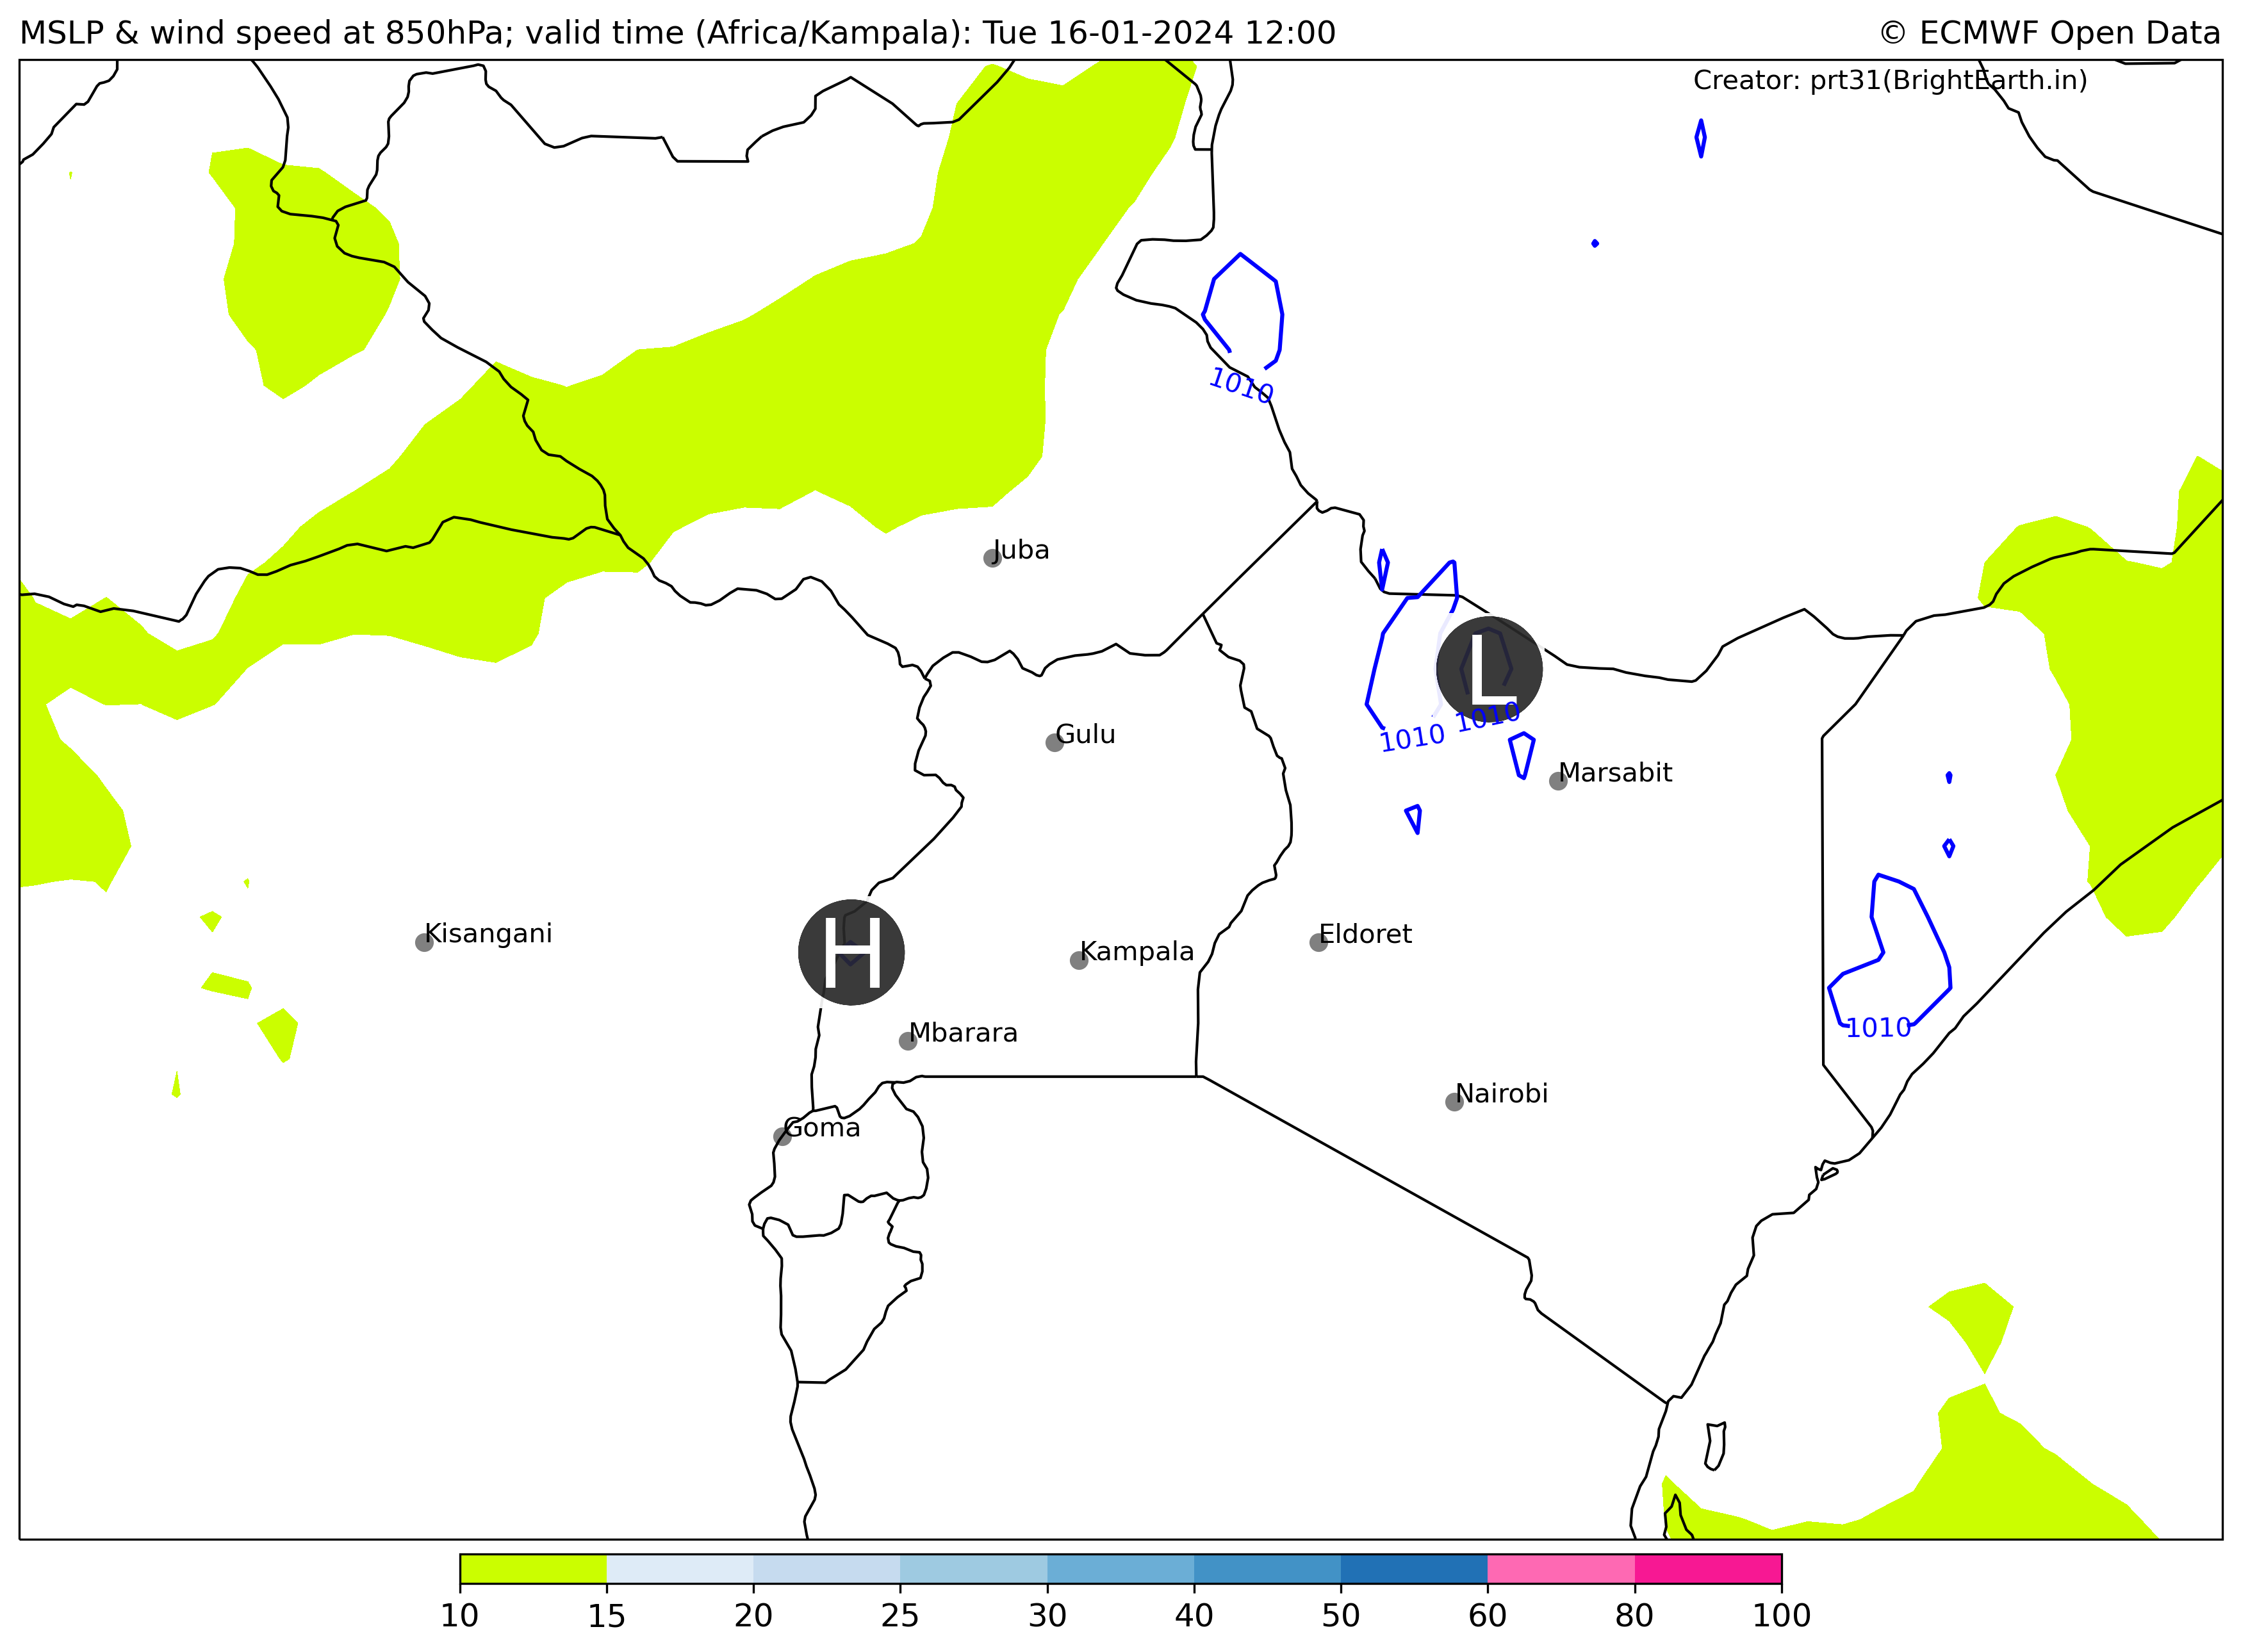 MSLP & wind speed at 850hPa; valid time (Africa/Kampala): Tue 16-01-2024 12:00
© ECMWF Open Data
Creator: prt31(BrightEarth.in)
1010
Juba
L
1010
1010
Gulu
Marsabit
Kisangani
Eldoret
H
Kampala
1010
Mbarara
Nairobi
Goma
10 15 20 25 30 40 50 60 80 100